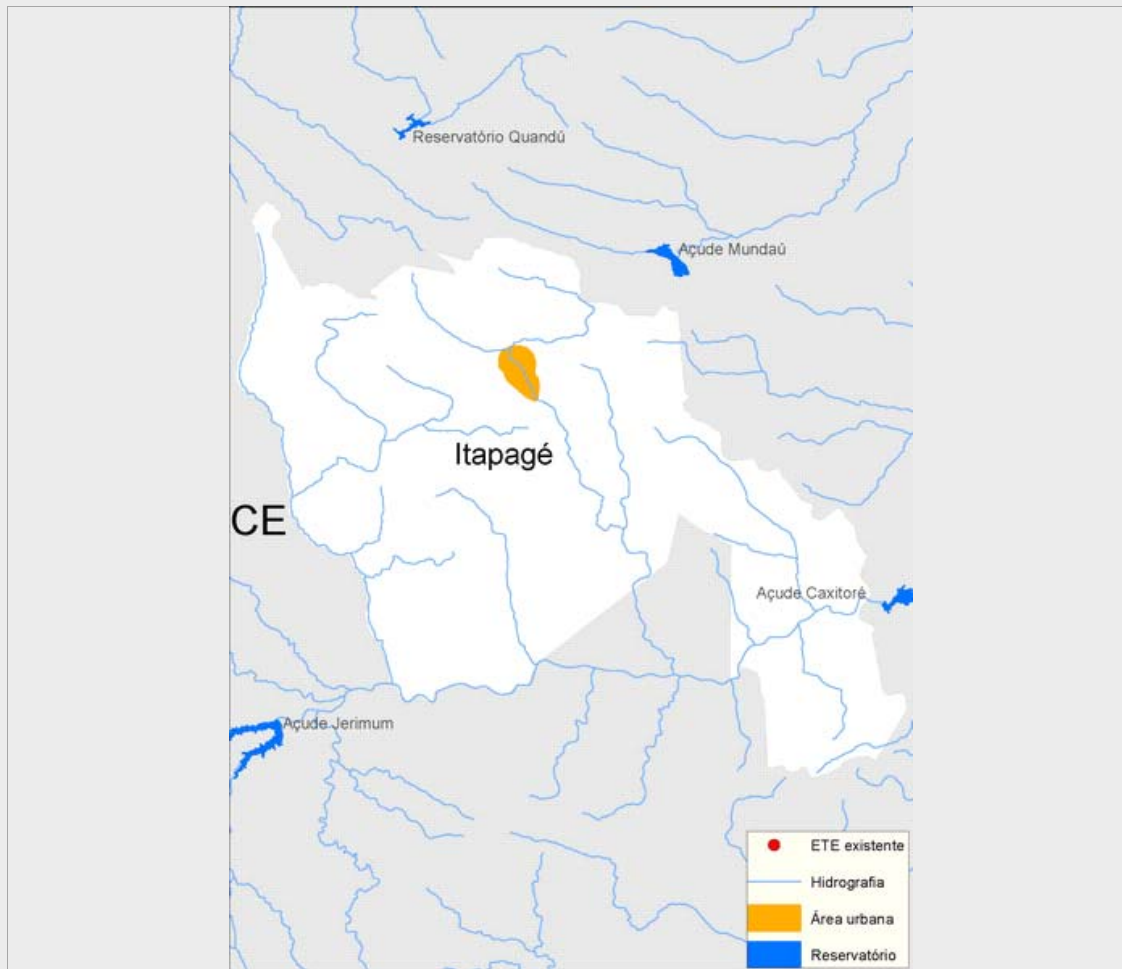 Reservatório Quandú
Açude Mundaú
Itapagé
CE
Açude Caxitoré
Açude Jerimum
ETE existente
Hidrografia
Área urbana
Reservatório